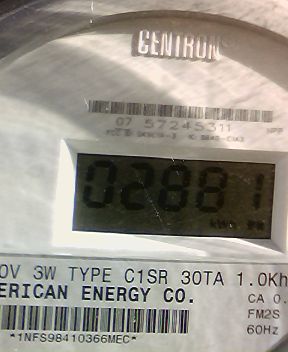 CENTRON
07 57245311
02881
0V 3W TYPE C1SR 30TA 1.0Kh
ERICAN ENERGY CO.
CA 0.
FM2S
60Hz
*1NFS98410366MEC*